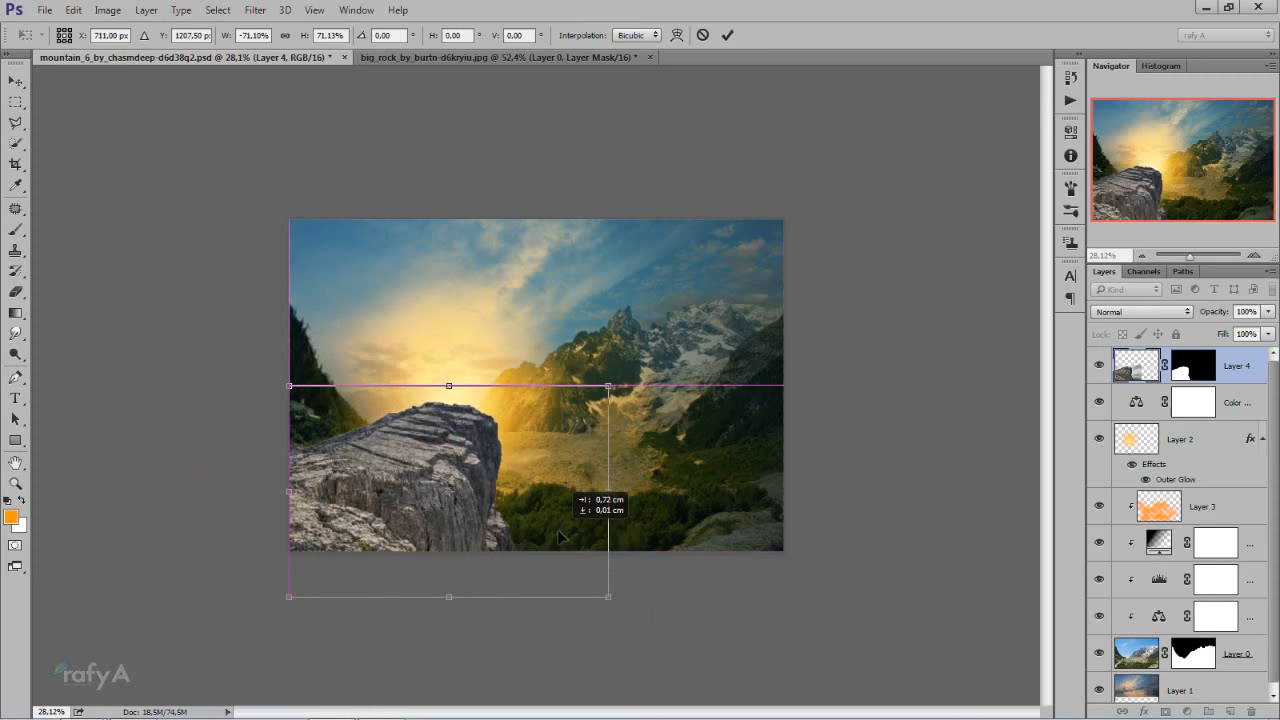 Ps File Edit Image Layer Type Select Filter 3D View Window Help
X: 711,00 px Y: 1207,50 px W: -71,10% H: 71,13% 0,00 ° H: 0,00 ° V: 0,00 ° Interpolation: Bicubic rafy A
mountain_6_by_chasmdeep-d6d38q2.psd @ 28,1% (Layer 4, RGB/16) * × big_rock_by_burtn-d6kryiu.jpg @ 52,4% (Layer 0, Layer Mask/16) * ×
Navigator Histogram
28,12%
Layers Channels Paths
Kind
Normal Opacity: 100%
Lock: Fill: 100%
Layer 4
Color ...
Layer 2 fx
Effects
Outer Glow
Layer 3
...
...
...
Layer 0
Layer 1
fx
0,72 cm
0,01 cm
rafy A
28,12% Doc: 18,5M/74,5M